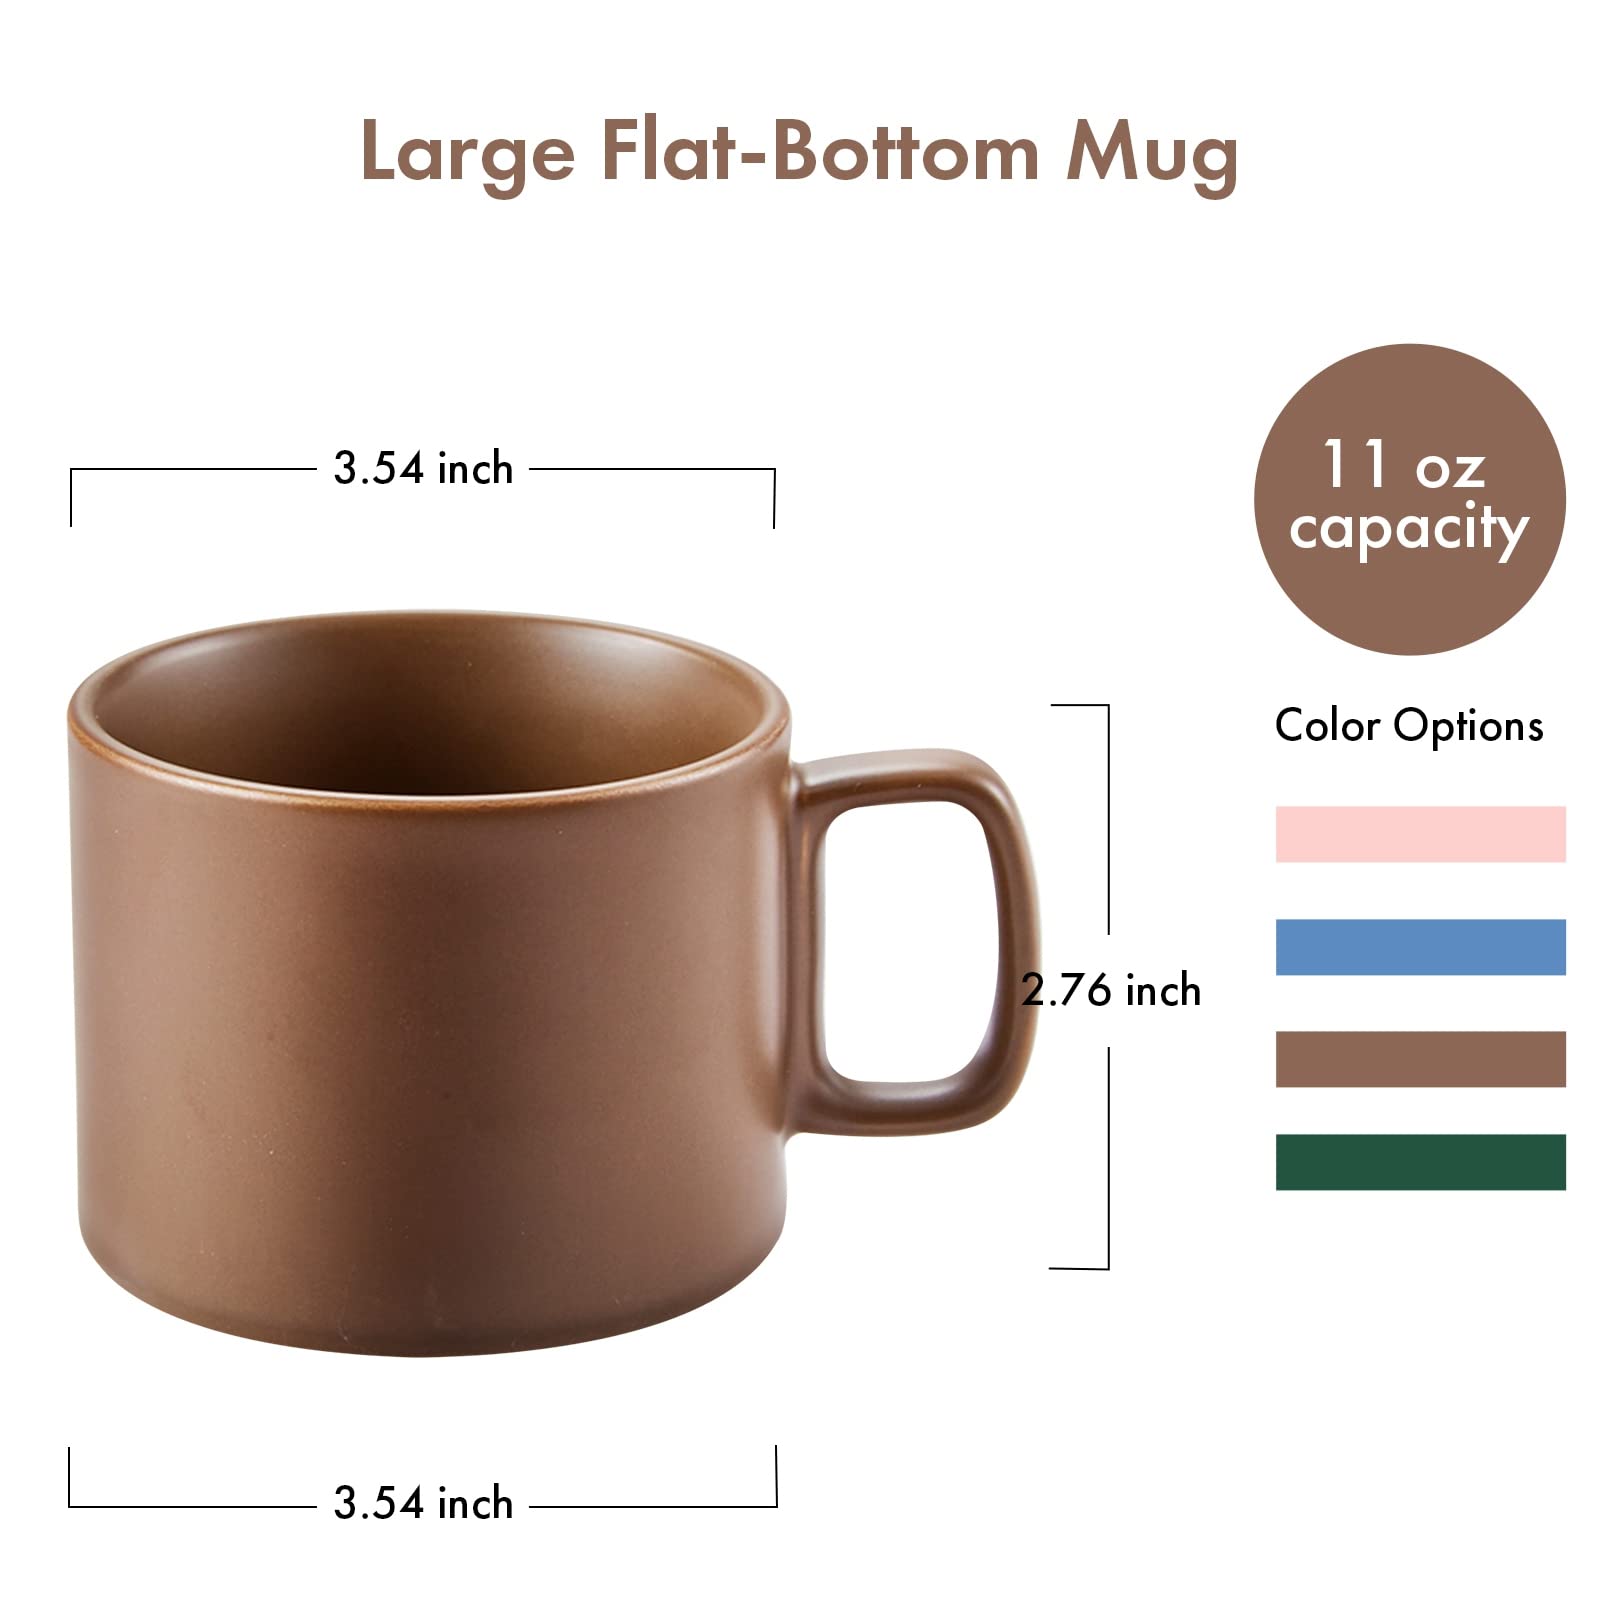 Large Flat-Bottom Mug
3.54 inch
11 oz
capacity
Color Options
2.76 inch
3.54 inch